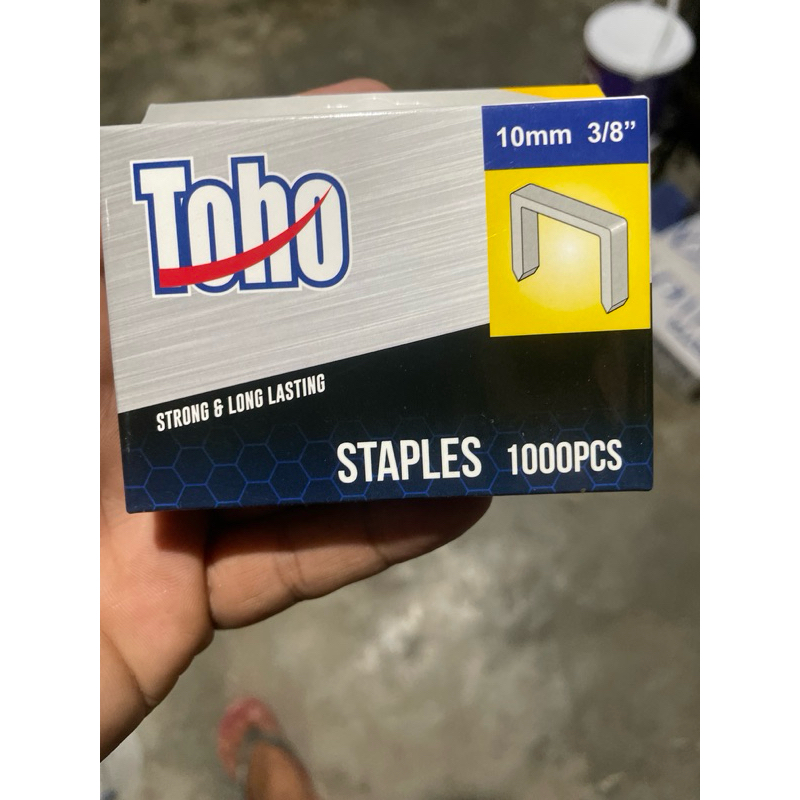 Toho
10mm 3/8”
STRONG & LONG LASTING
STAPLES 1000PCS